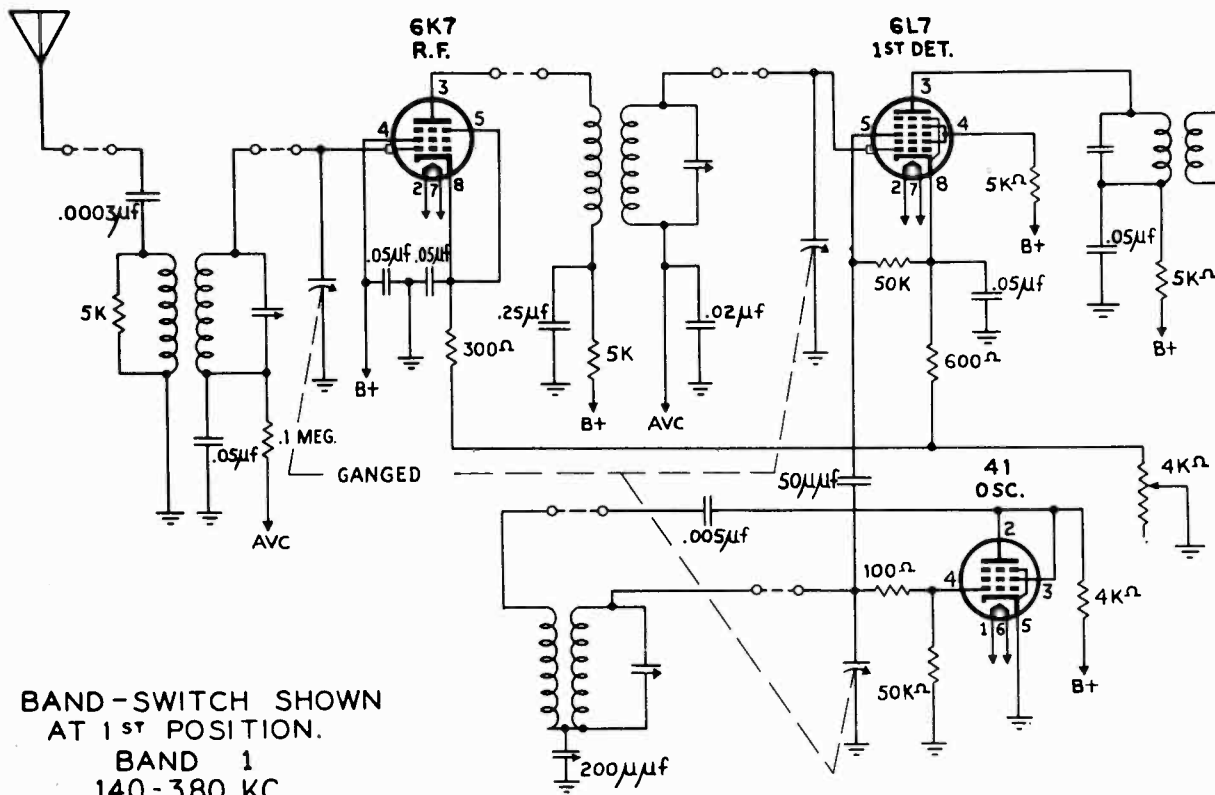 6K7
R.F.
6L7
1ST DET.
3
4
5
2
7
8
3
5
4
2
7
8
.0003µf
5K
.05µf
.1 MEG.
AVC
.05µf
.05µf
B+
300Ω
.25µf
5K
B+
.02µf
AVC
50K
.05µf
600Ω
5KΩ
B+
.05µf
5KΩ
B+
GANGED
50µµf
4KΩ
41
OSC.
.005µf
2
100Ω
4
3
1
6
5
4KΩ
B+
50KΩ
200µµf
BAND-SWITCH SHOWN
AT 1ST POSITION.
BAND 1
140-380 KC